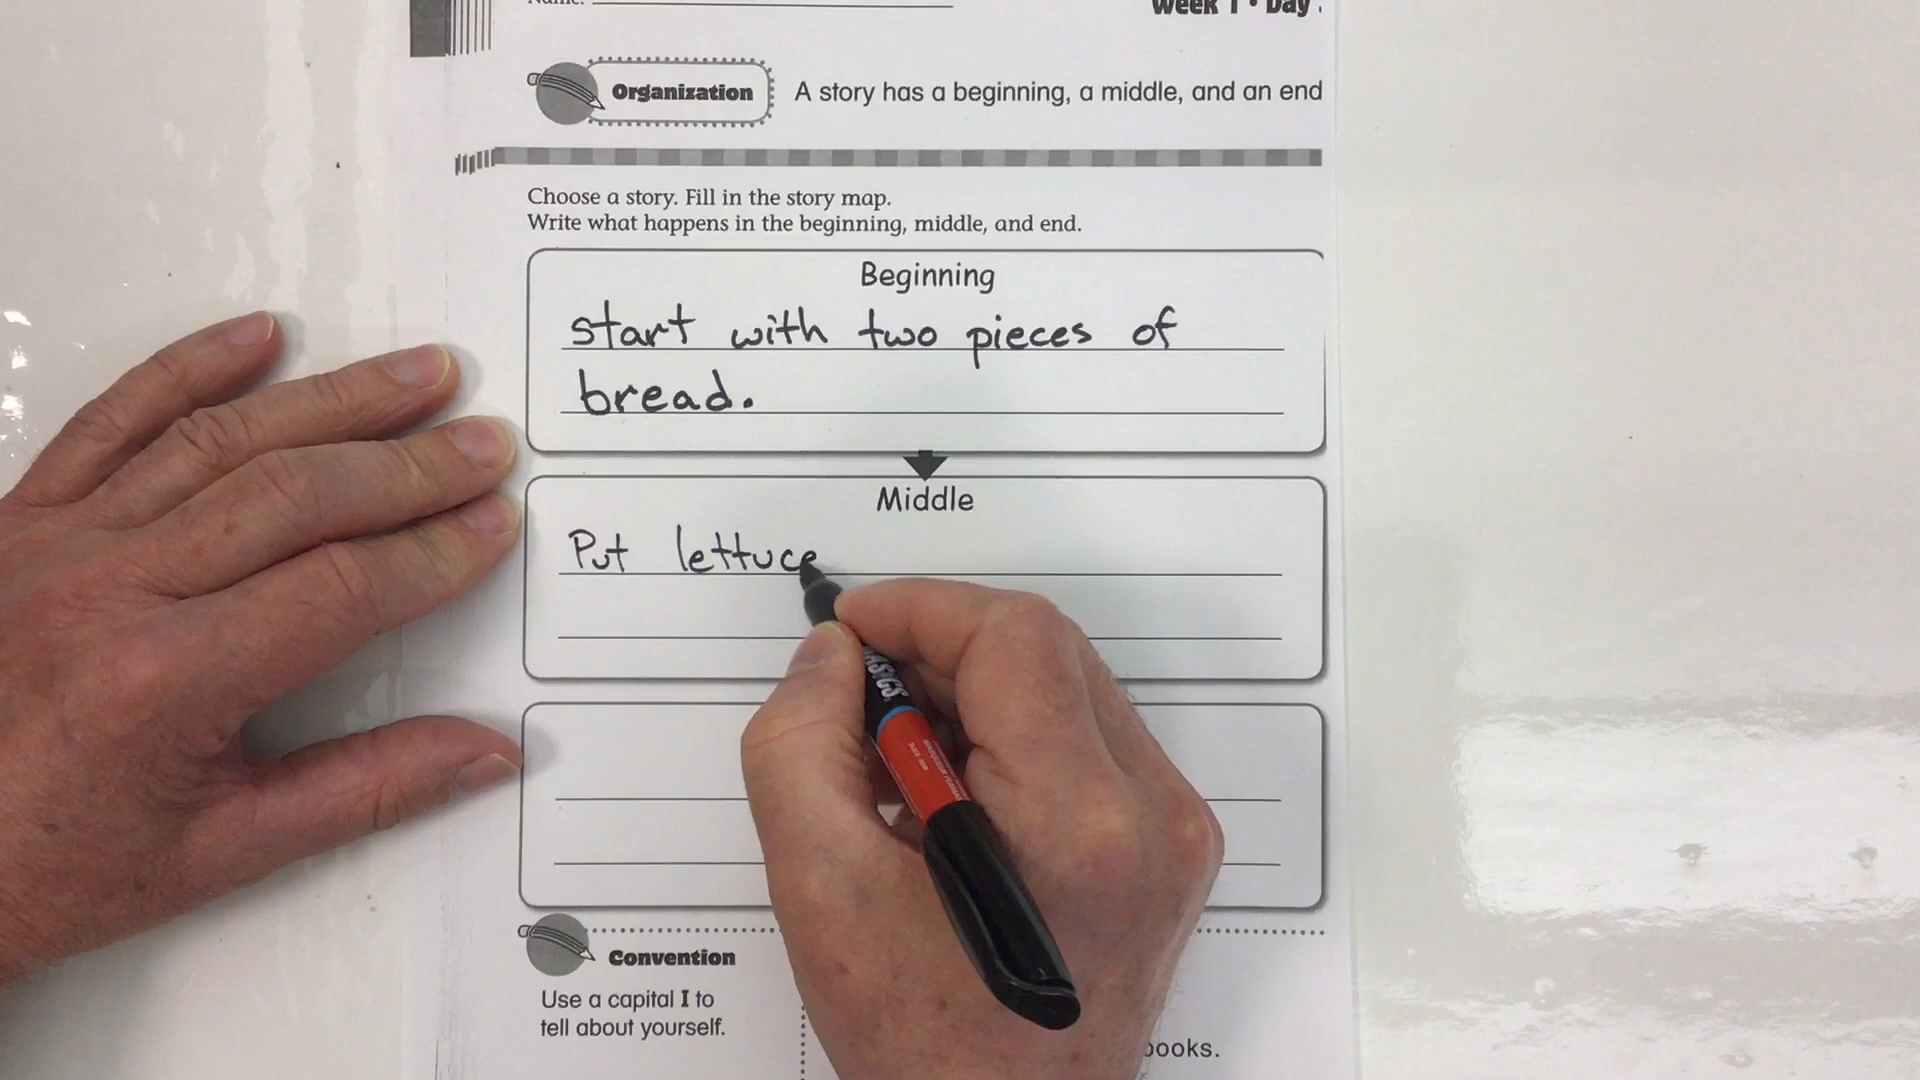 Name:
Week 1 • Day
Organization
A story has a beginning, a middle, and an end
Choose a story. Fill in the story map.
Write what happens in the beginning, middle, and end.
Beginning
start with two pieces of
bread.
Middle
Put lettuce
Convention
Use a capital I to
tell about yourself.
books.